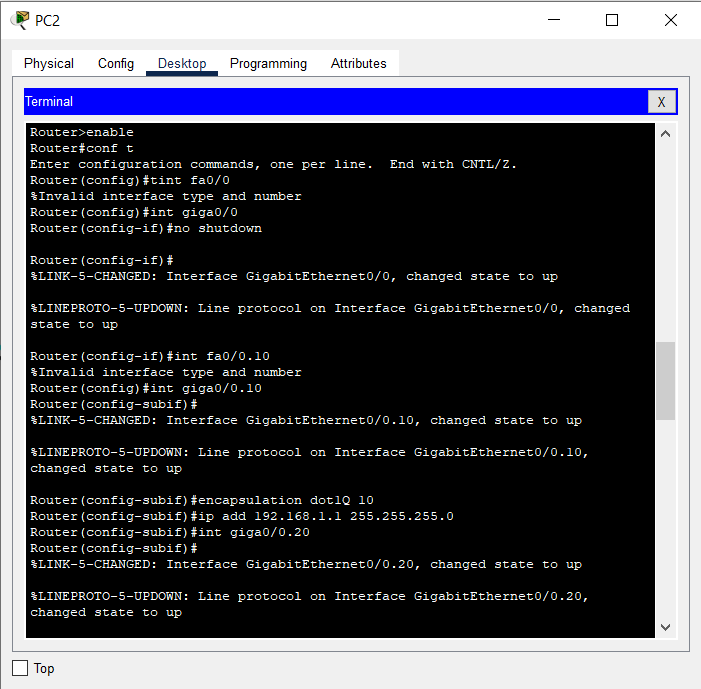 PC2
Physical Config Desktop Programming Attributes
Terminal
X
Router>enable
Router#conf t
Enter configuration commands, one per line.  End with CNTL/Z.
Router(config)#tint fa0/0
%Invalid interface type and number
Router(config)#int giga0/0
Router(config-if)#no shutdown
Router(config-if)#
%LINK-5-CHANGED: Interface GigabitEthernet0/0, changed state to up
%LINEPROTO-5-UPDOWN: Line protocol on Interface GigabitEthernet0/0, changed
state to up
Router(config-if)#int fa0/0.10
%Invalid interface type and number
Router(config)#int giga0/0.10
Router(config-subif)#
%LINK-5-CHANGED: Interface GigabitEthernet0/0.10, changed state to up
%LINEPROTO-5-UPDOWN: Line protocol on Interface GigabitEthernet0/0.10,
changed state to up
Router(config-subif)#encapsulation dot1Q 10
Router(config-subif)#ip add 192.168.1.1 255.255.255.0
Router(config-subif)#int giga0/0.20
Router(config-subif)#
%LINK-5-CHANGED: Interface GigabitEthernet0/0.20, changed state to up
%LINEPROTO-5-UPDOWN: Line protocol on Interface GigabitEthernet0/0.20,
changed state to up
Top